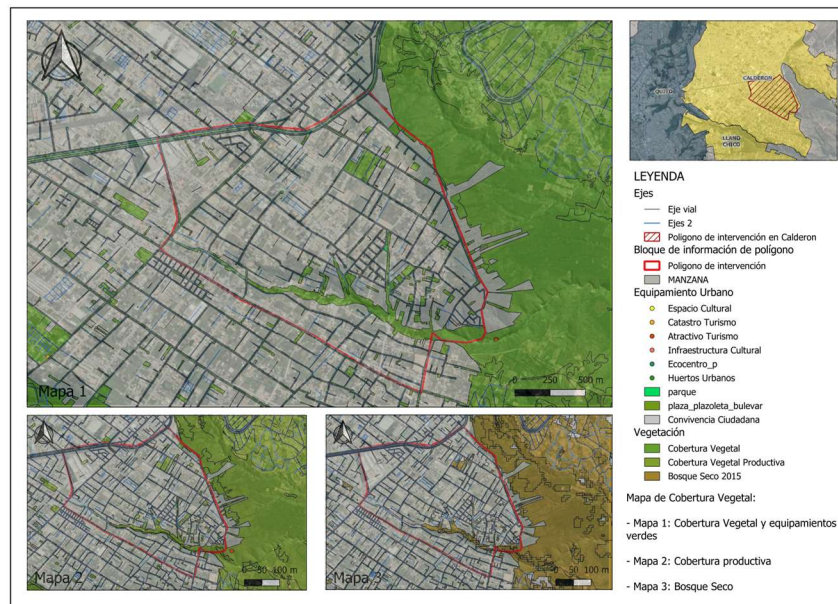 Mapa 1
0 250 500 m
Mapa 2
0 50 100 m
Mapa 3
0 50 100 m
CALDERON
QUITO
LLANO
CHICO
LEYENDA
Ejes
Eje vial
Ejes 2
Poligono de intervención en Calderon
Bloque de información de polígono
Poligono de intervención
MANZANA
Equipamiento Urbano
Espacio Cultural
Catastro Turismo
Atractivo Turismo
Infraestructura Cultural
Ecocentro_p
Huertos Urbanos
parque
plaza_plazoleta_bulevar
Convivencia Ciudadana
Vegetación
Cobertura Vegetal
Cobertura Vegetal Productiva
Bosque Seco 2015
Mapa de Cobertura Vegetal:
- Mapa 1: Cobertura Vegetal y equipamientos
verdes
- Mapa 2: Cobertura productiva
- Mapa 3: Bosque Seco